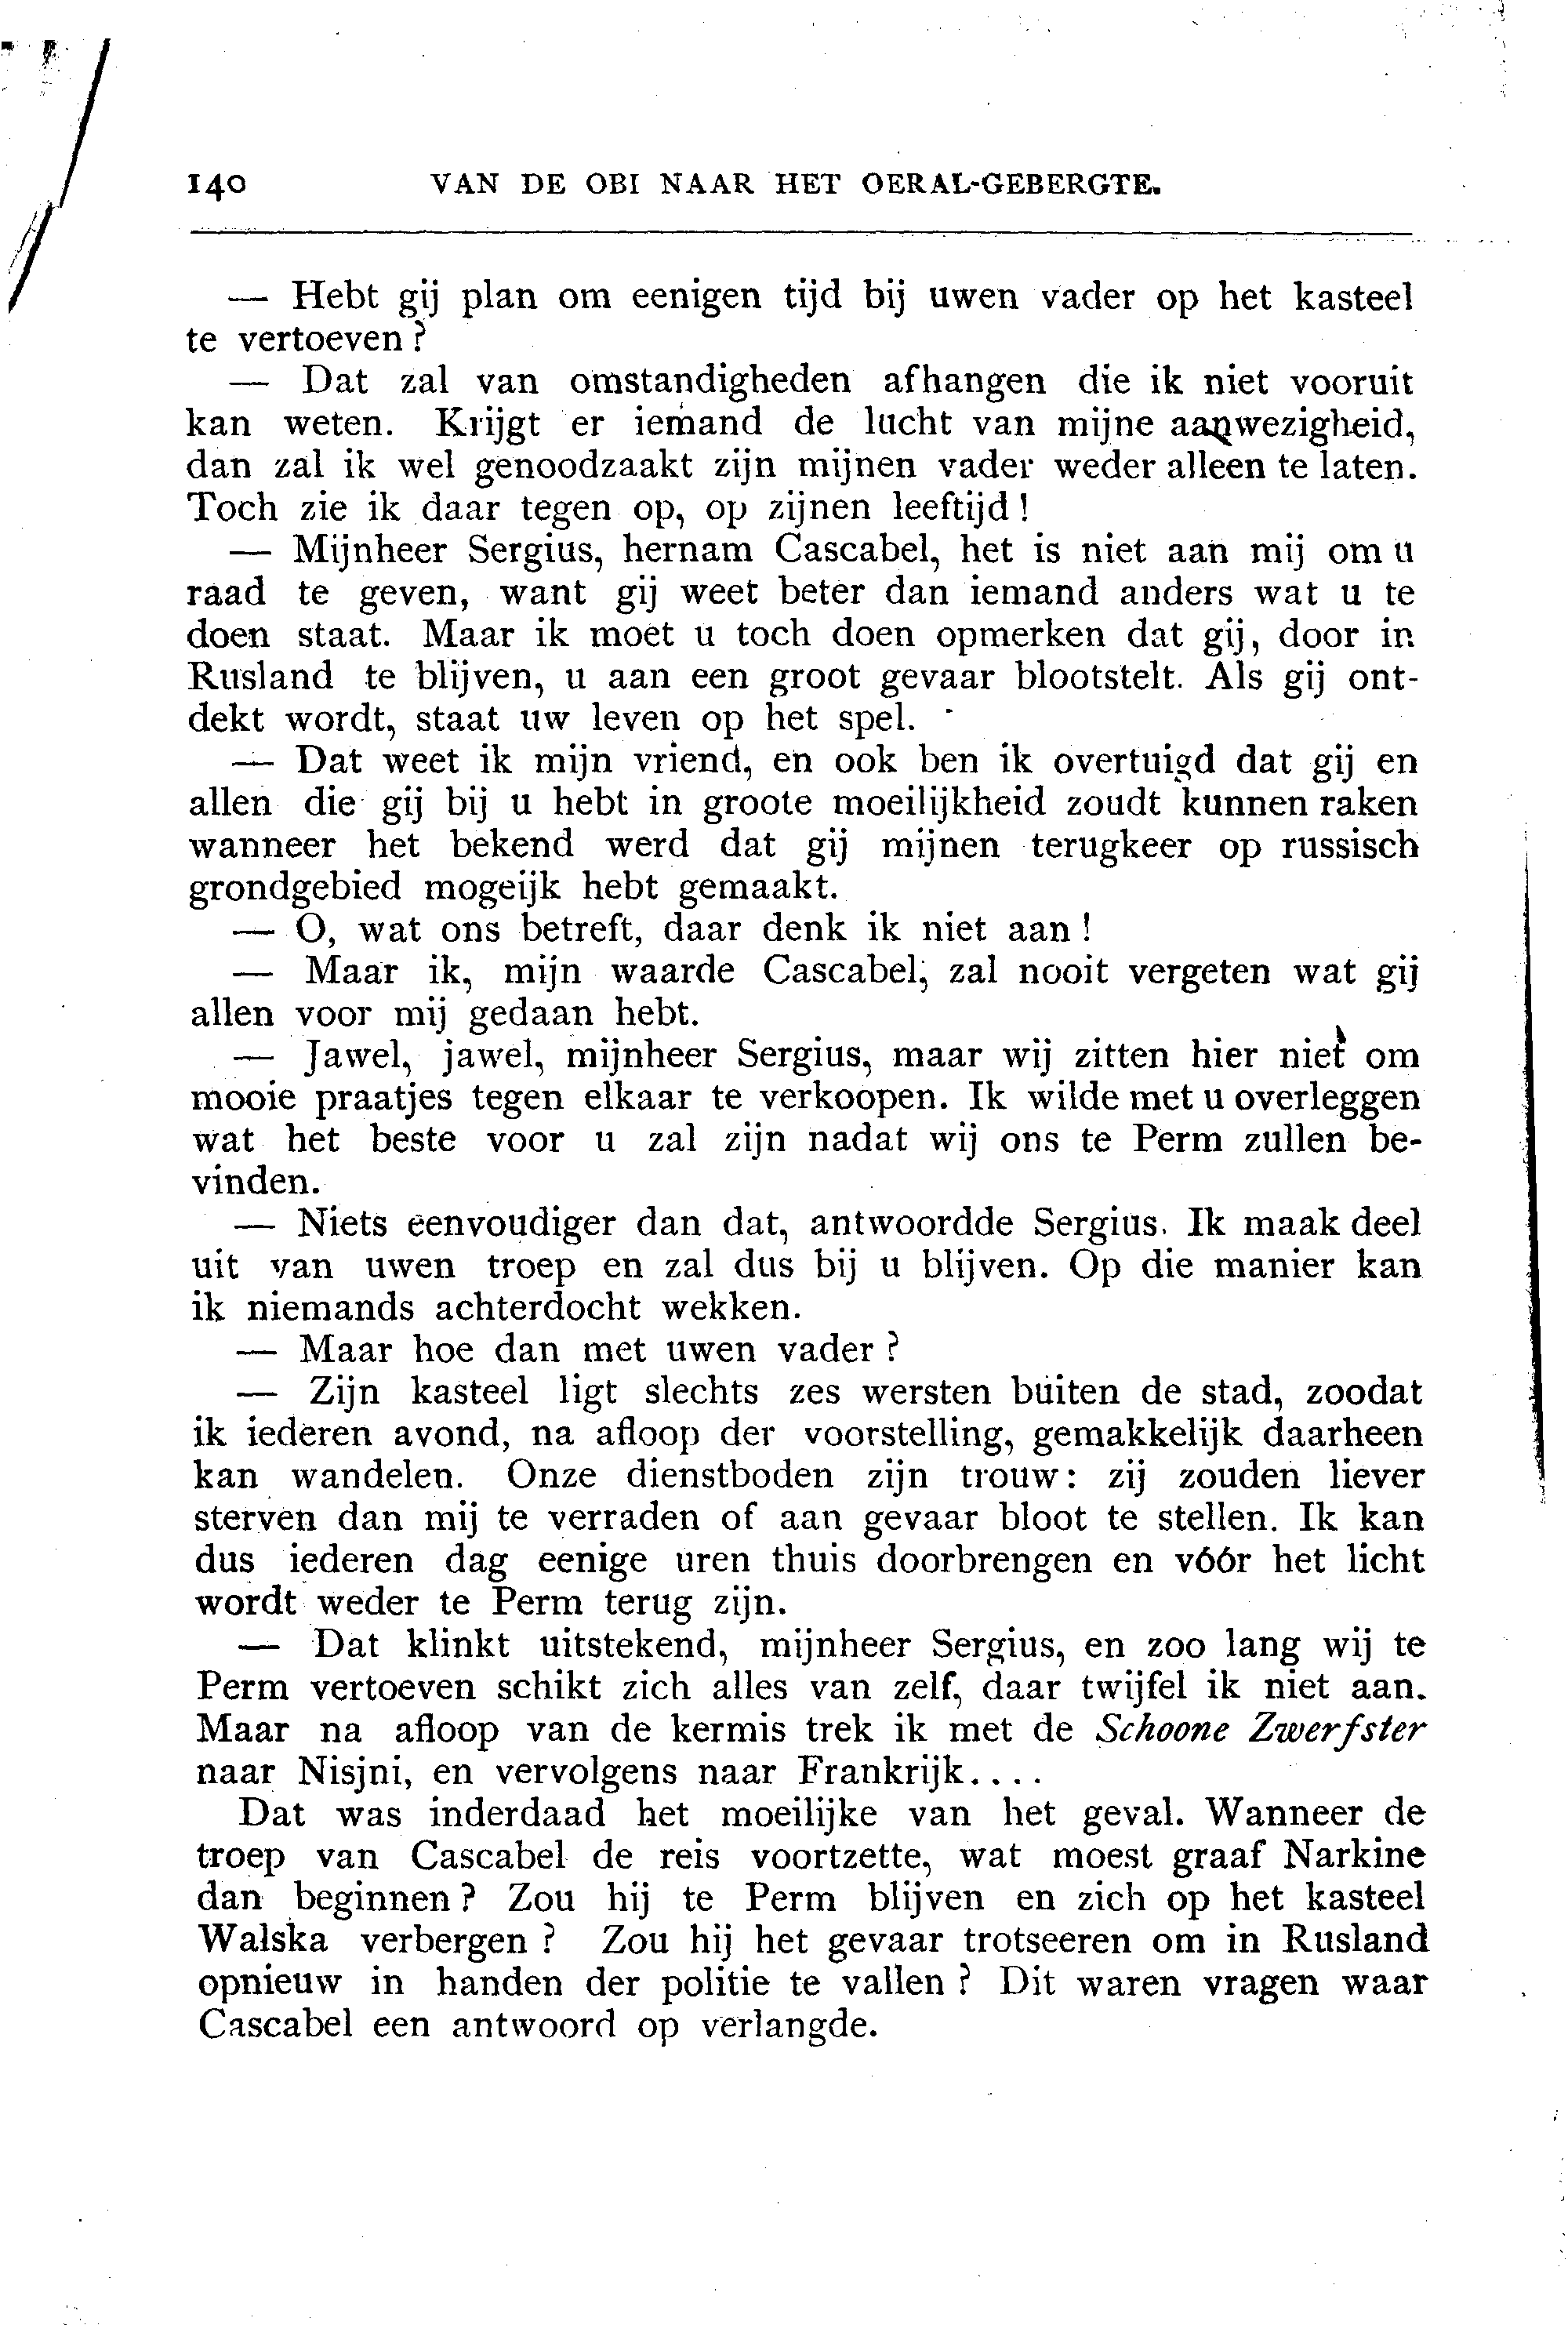 140 VAN DE OBI NAAR HET OERAL-GEBERGTE.
— Hebt gij plan om eenigen tijd bij uwen vader op het kasteel
te vertoeven?
— Dat zal van omstandigheden afhangen die ik niet vooruit
kan weten. Krijgt er iemand de lucht van mijne aanwezigheid,
dan zal ik wel genoodzaakt zijn mijnen vader weder alleen te laten.
Toch zie ik daar tegen op, op zijnen leeftijd!
— Mijnheer Sergius, hernam Cascabel, het is niet aan mij om u
raad te geven, want gij weet beter dan iemand anders wat u te
doen staat. Maar ik moet u toch doen opmerken dat gij, door in
Rusland te blijven, u aan een groot gevaar blootstelt. Als gij ont-
dekt wordt, staat uw leven op het spel.
— Dat weet ik mijn vriend, en ook ben ik overtuigd dat gij en
allen die gij bij u hebt in groote moeilijkheid zoudt kunnen raken
wanneer het bekend werd dat gij mijnen terugkeer op russisch
grondgebied mogeijk hebt gemaakt.
— O, wat ons betreft, daar denk ik niet aan!
— Maar ik, mijn waarde Cascabel, zal nooit vergeten wat gij
allen voor mij gedaan hebt.
— Jawel, jawel, mijnheer Sergius, maar wij zitten hier niet om
mooie praatjes tegen elkaar te verkoopen. Ik wilde met u overleggen
wat het beste voor u zal zijn nadat wij ons te Perm zullen be-
vinden.
— Niets eenvoudiger dan dat, antwoordde Sergius. Ik maak deel
uit van uwen troep en zal dus bij u blijven. Op die manier kan
ik niemands achterdocht wekken.
— Maar hoe dan met uwen vader?
— Zijn kasteel ligt slechts zes wersten buiten de stad, zoodat
ik iederen avond, na afloop der voorstelling, gemakkelijk daarheen
kan wandelen. Onze dienstboden zijn trouw: zij zouden liever
sterven dan mij te verraden of aan gevaar bloot te stellen. Ik kan
dus iederen dag eenige uren thuis doorbrengen en vóór het licht
wordt weder te Perm terug zijn.
— Dat klinkt uitstekend, mijnheer Sergius, en zoo lang wij te
Perm vertoeven schikt zich alles van zelf, daar twijfel ik niet aan.
Maar na afloop van de kermis trek ik met de Schoone Zwerfster
naar Nisjni, en vervolgens naar Frankrijk....
Dat was inderdaad het moeilijke van het geval. Wanneer de
troep van Cascabel de reis voortzette, wat moest graaf Narkine
dan beginnen? Zou hij te Perm blijven en zich op het kasteel
Walska verbergen? Zou hij het gevaar trotseeren om in Rusland
opnieuw in handen der politie te vallen? Dit waren vragen waar
Cascabel een antwoord op verlangde.